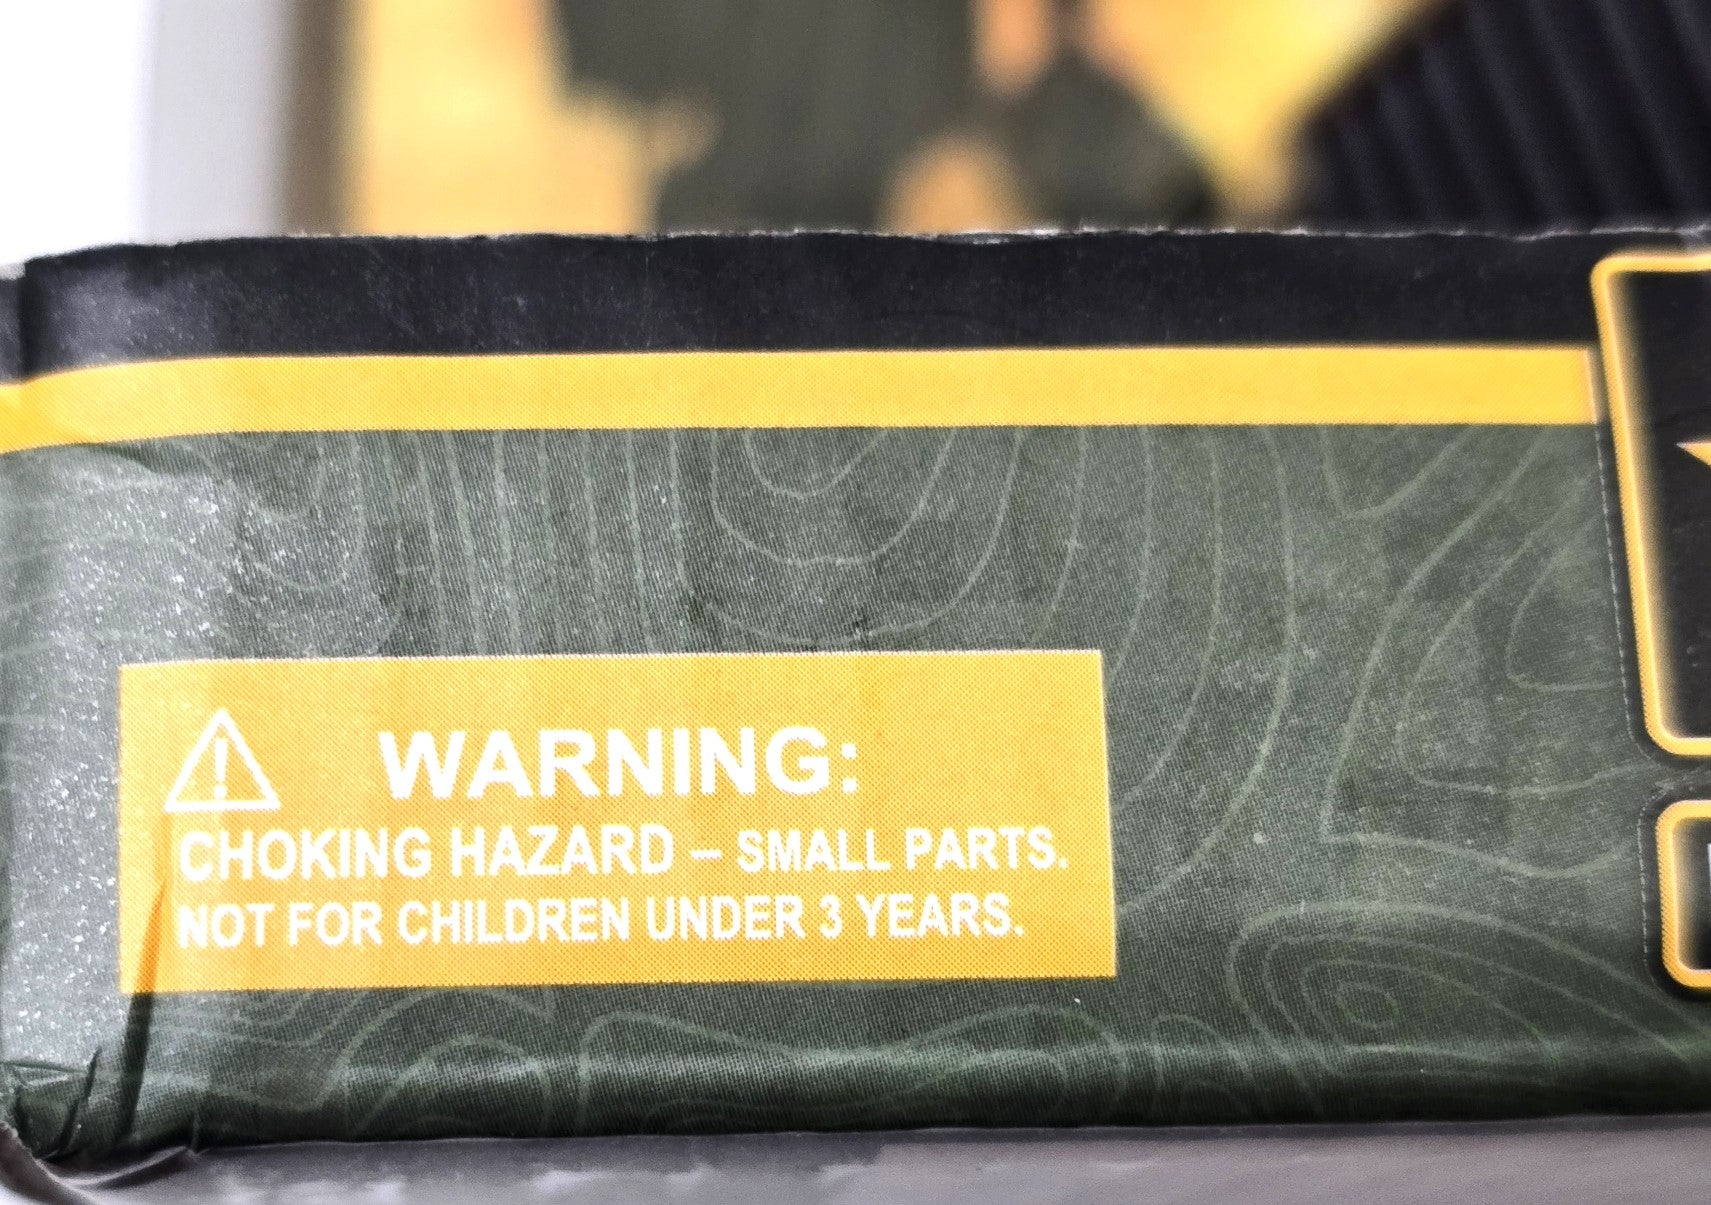 WARNING:
CHOKING HAZARD – SMALL PARTS.
NOT FOR CHILDREN UNDER 3 YEARS.